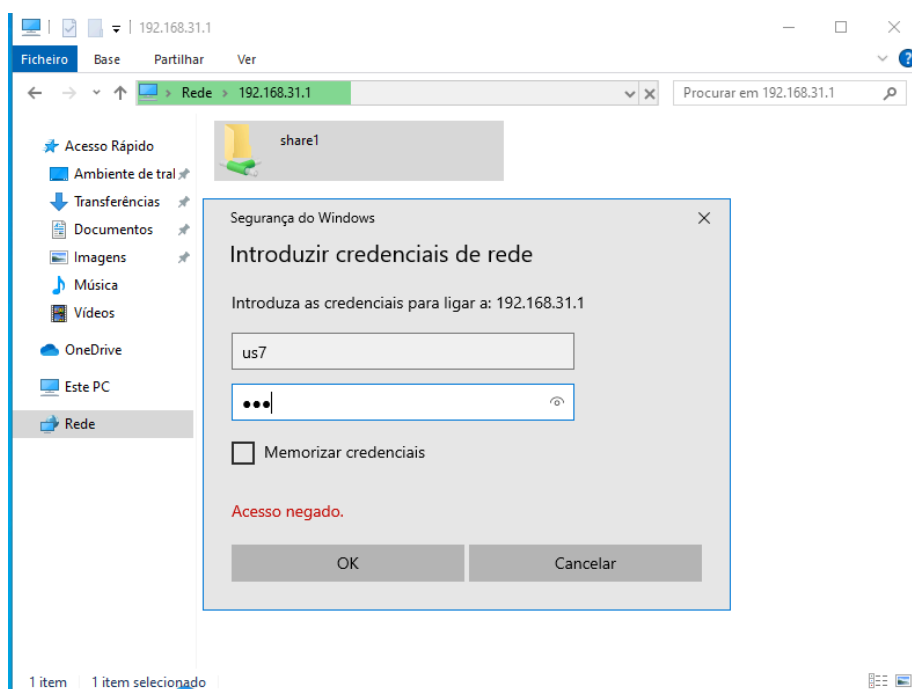 192.168.31.1
Ficheiro Base Partilhar Ver
Rede 192.168.31.1 Procurar em 192.168.31.1
Acesso Rápido
Ambiente de tral
Transferências
Documentos
Imagens
Música
Vídeos
OneDrive
Este PC
Rede
share1
Segurança do Windows
Introduzir credenciais de rede
Introduza as credenciais para ligar a: 192.168.31.1
us7
•••
Memorizar credenciais
Acesso negado.
OK Cancelar
1 item 1 item selecionado